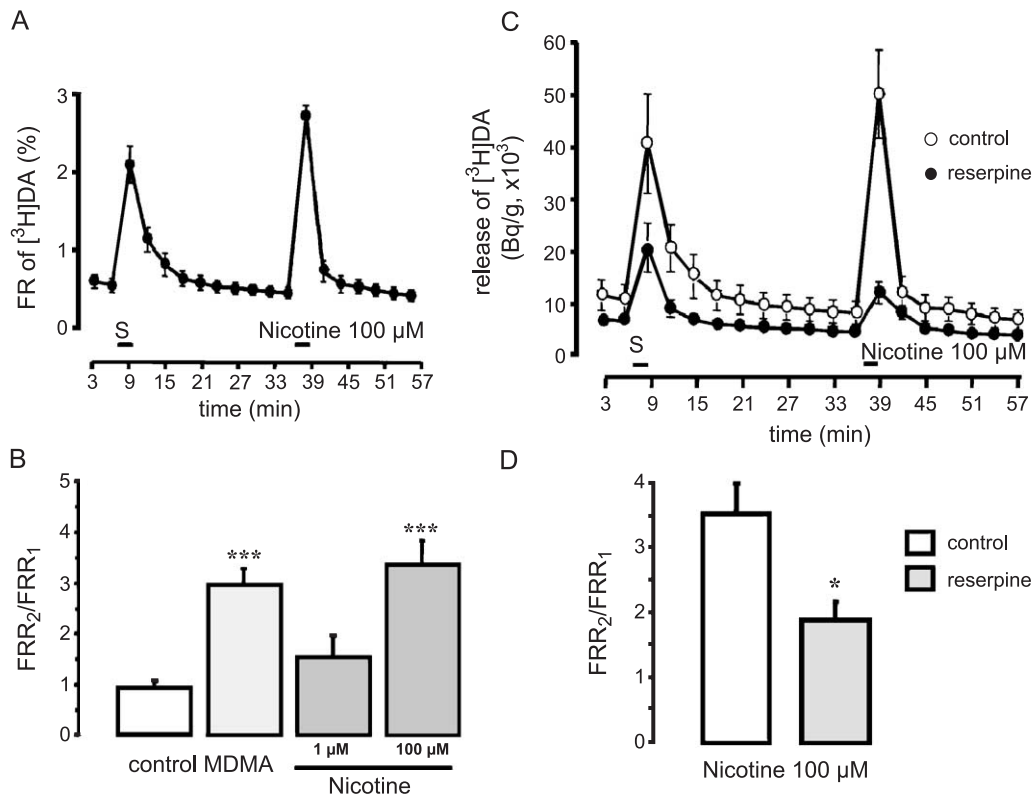 A
FR of [³H]DA (%)
3
2
1
0
S
Nicotine 100 µM
3 9 15 21 27 33 39 45 51 57
time (min)
C
release of [³H]DA
(Bq/g, x10³)
60
50
40
30
20
10
0
control
reserpine
S
Nicotine 100 µM
3 9 15 21 27 33 39 45 51 57
time (min)
B
FRR₂/FRR₁
5
4
3
2
1
0
***
***
1 µM 100 µM
control MDMA
Nicotine
D
FRR₂/FRR₁
4
3
2
1
0
*
control
reserpine
Nicotine 100 µM